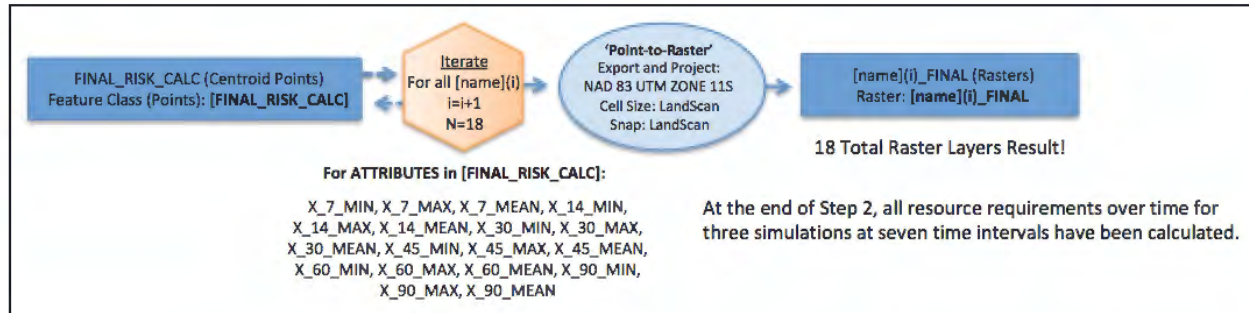 FINAL_RISK_CALC (Centroid Points)
Feature Class (Points): [FINAL_RISK_CALC]
Iterate
For all [name](i)
i=i+1
N=18
'Point-to-Raster'
Export and Project:
NAD 83 UTM ZONE 11S
Cell Size: LandScan
Snap: LandScan
[name](i)_FINAL (Rasters)
Raster: [name](i)_FINAL
18 Total Raster Layers Result!
For ATTRIBUTES in [FINAL_RISK_CALC]:
X_7_MIN, X_7_MAX, X_7_MEAN, X_14_MIN,
X_14_MAX, X_14_MEAN, X_30_MIN, X_30_MAX,
X_30_MEAN, X_45_MIN, X_45_MAX, X_45_MEAN,
X_60_MIN, X_60_MAX, X_60_MEAN, X_90_MIN,
X_90_MAX, X_90_MEAN
At the end of Step 2, all resource requirements over time for
three simulations at seven time intervals have been calculated.